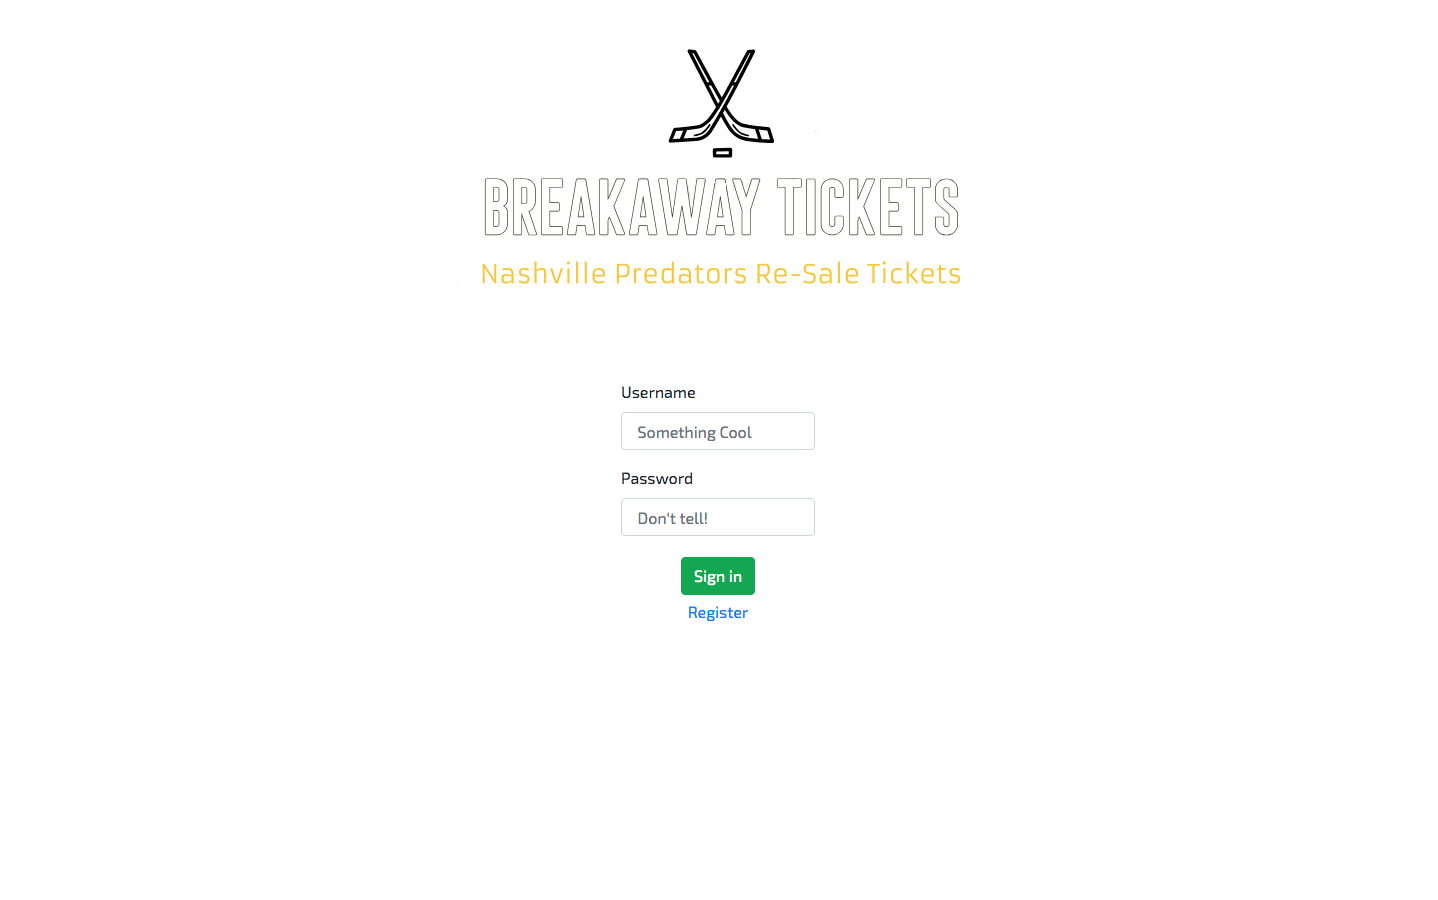 BREAKAWAY TICKETS
Nashville Predators Re-Sale Tickets
Username
Something Cool
Password
Don't tell!
Sign in
Register